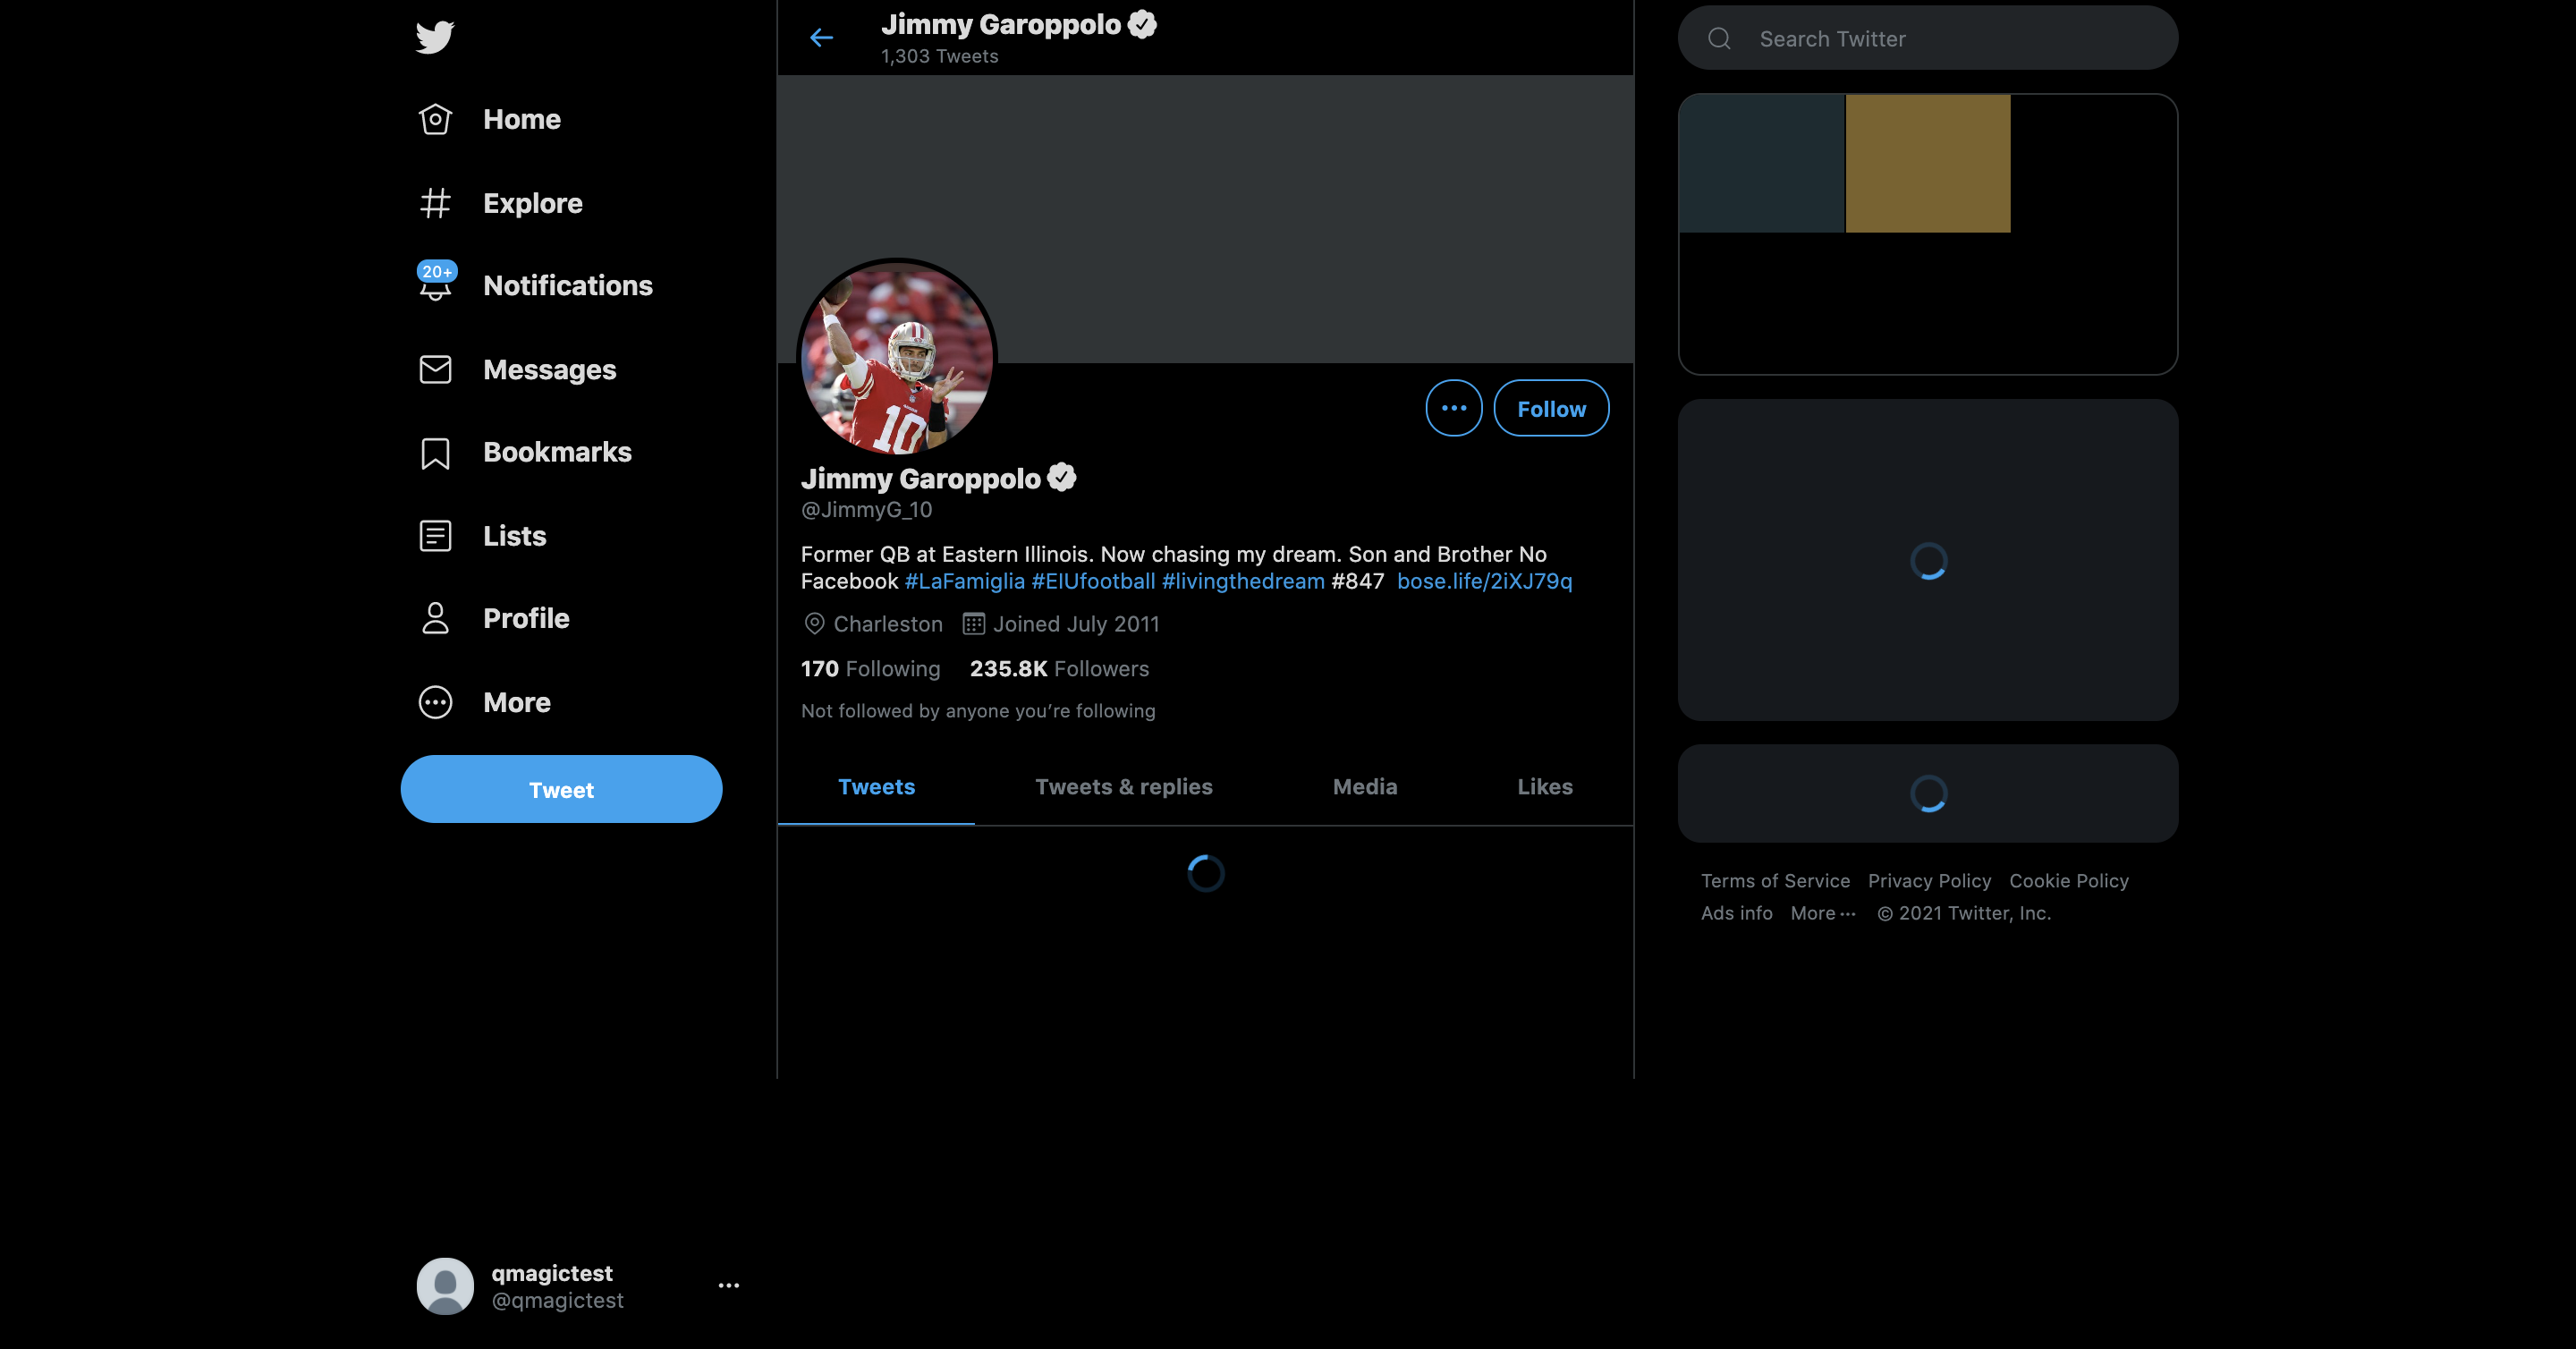 Home
Explore
20+
Notifications
Messages
Bookmarks
Lists
Profile
More
Tweet
qmagictest
@qmagictest
Jimmy Garoppolo
1,303 Tweets
10
Follow
Jimmy Garoppolo
@JimmyG_10
Former QB at Eastern Illinois. Now chasing my dream. Son and Brother No
Facebook #LaFamiglia #EIUfootball #livingthedream #847 bose.life/2iXJ79q
Charleston Joined July 2011
170 Following 235.8K Followers
Not followed by anyone you’re following
Tweets Tweets & replies Media Likes
Search Twitter
Terms of Service Privacy Policy Cookie Policy
Ads info More ··· © 2021 Twitter, Inc.